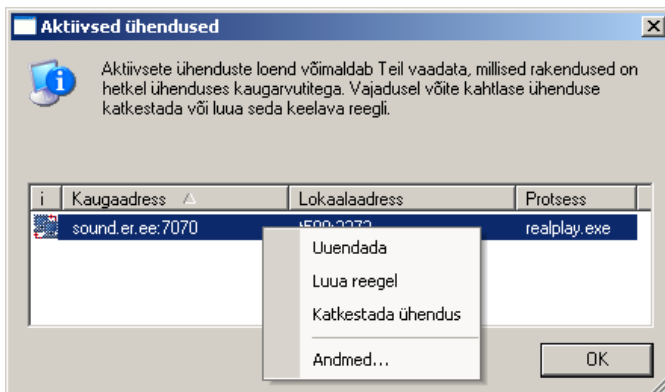 Aktiivsed ühendused
Aktiivsete ühenduste loend võimaldab Teil vaadata, millised rakendused on
hetkel ühenduses kaugarvutitega. Vajadusel võite kahtlase ühenduse
katkestada või luua seda keelava reegli.
i Kaugaadress Lokaalaadress Protsess
sound.er.ee:7070 realplay.exe
Uuendada
Luua reegel
Katkestada ühendus
Andmed...
OK